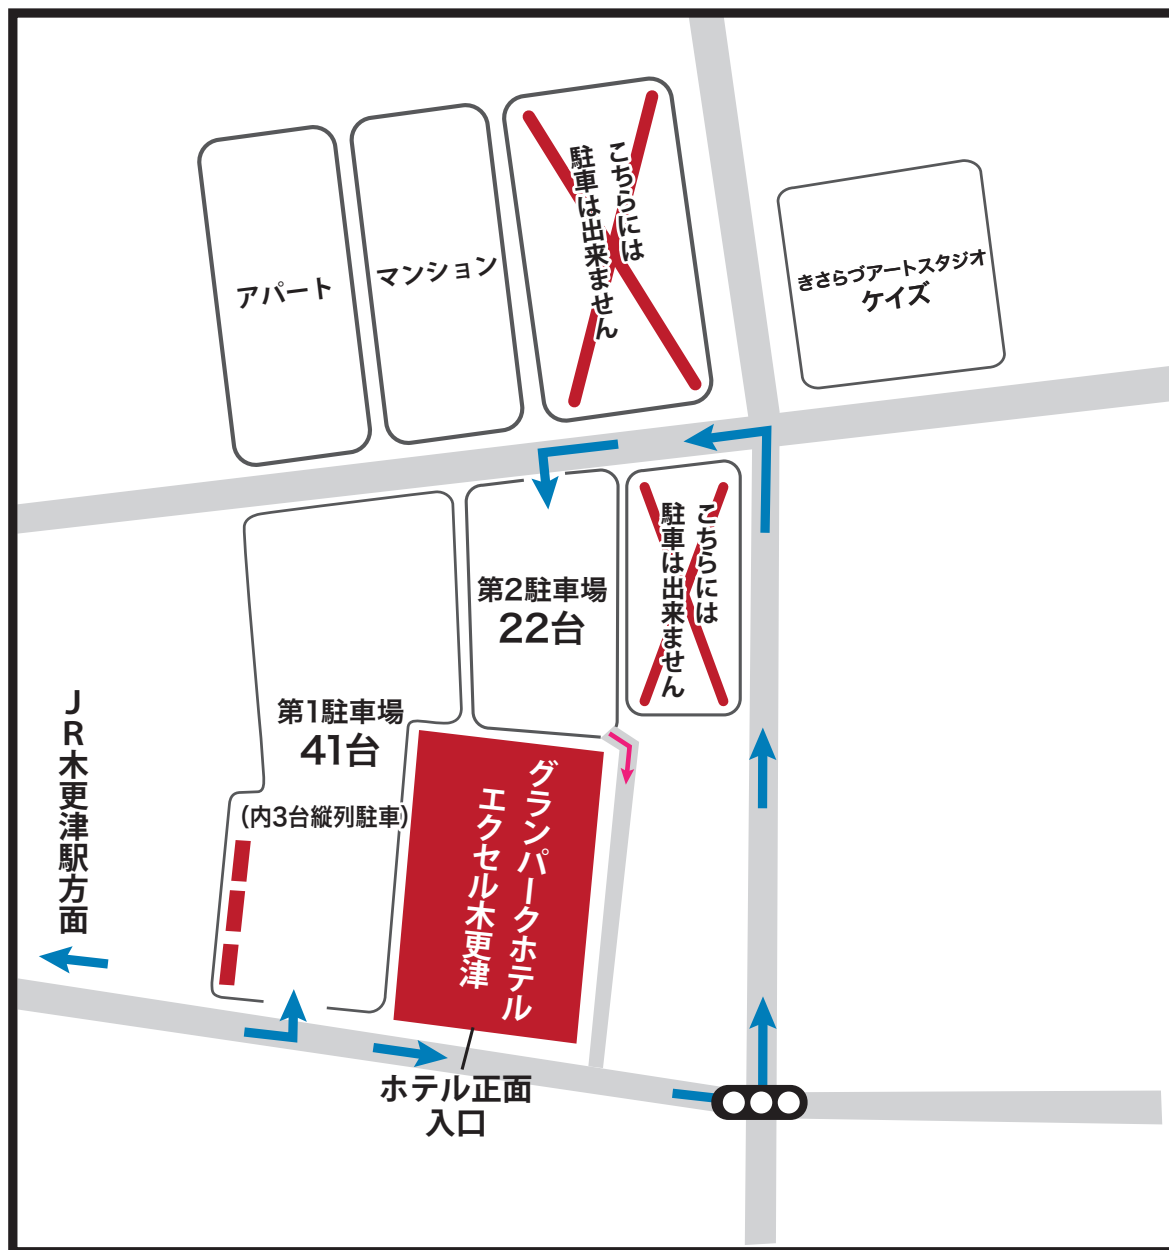 こちらには
駐車は出来ません
マンション
アパート
きさらづアートスタジオ
ケイズ
第2駐車場
22台
こちらには
駐車は出来ません
第1駐車場
41台
(内3台縦列駐車)
JR木更津駅方面
グランパークホテル
エクセル木更津
ホテル正面
入口